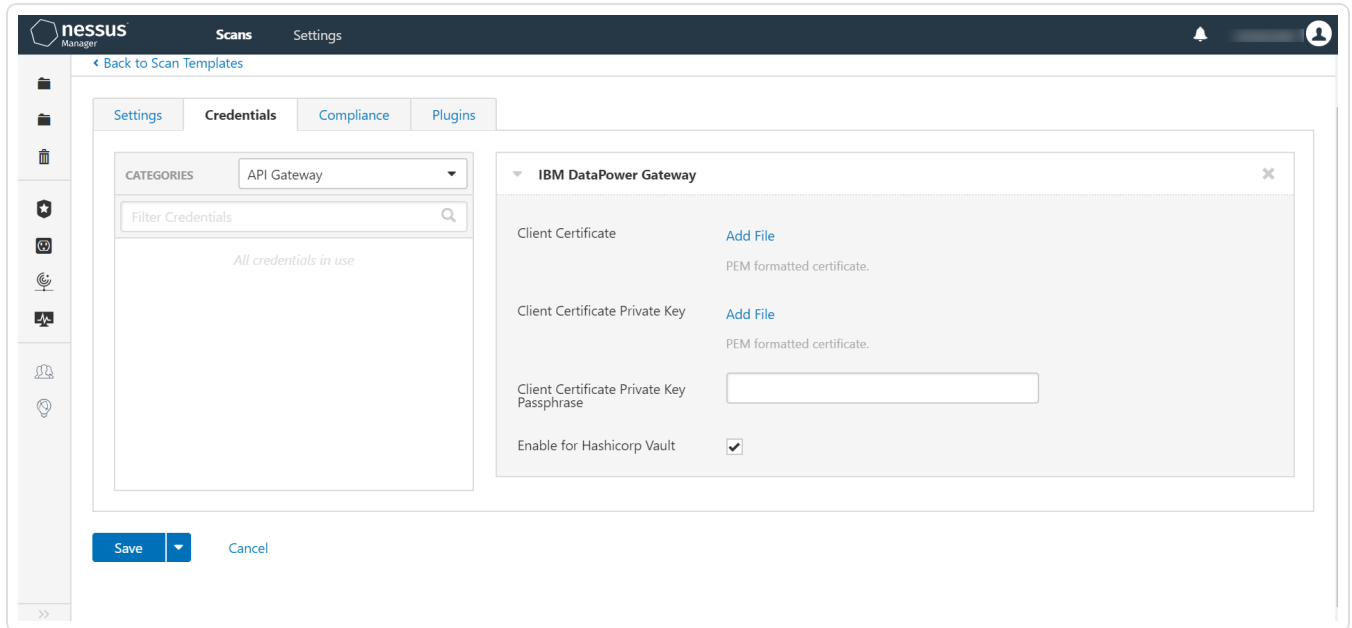 nessus
Manager
Scans
Settings
Back to Scan Templates
Settings
Credentials
Compliance
Plugins
CATEGORIES
API Gateway
Filter Credentials
All credentials in use
IBM DataPower Gateway
Client Certificate
Add File
PEM formatted certificate.
Client Certificate Private Key
Add File
PEM formatted certificate.
Client Certificate Private Key
Passphrase
Enable for Hashicorp Vault
Save
Cancel